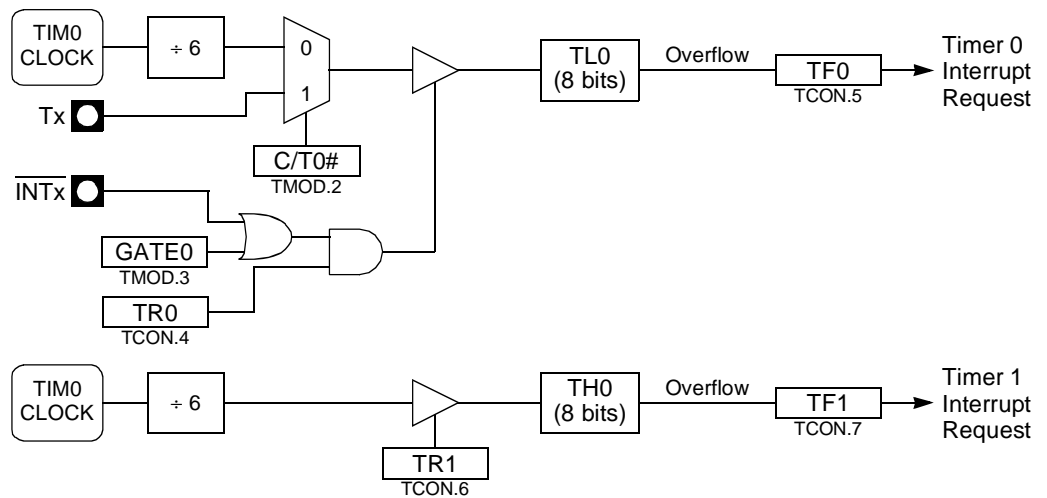 TIM0
CLOCK
÷ 6
0
1
Tx
C/T0#
TMOD.2
TL0
(8 bits)
Overflow
TF0
TCON.5
Timer 0
Interrupt
Request
INTx
GATE0
TMOD.3
TR0
TCON.4
TIM0
CLOCK
÷ 6
TR1
TCON.6
TH0
(8 bits)
Overflow
TF1
TCON.7
Timer 1
Interrupt
Request